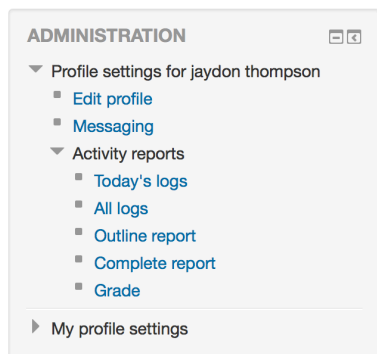 ADMINISTRATION
Profile settings for jaydon thompson
Edit profile
Messaging
Activity reports
Today's logs
All logs
Outline report
Complete report
Grade
My profile settings